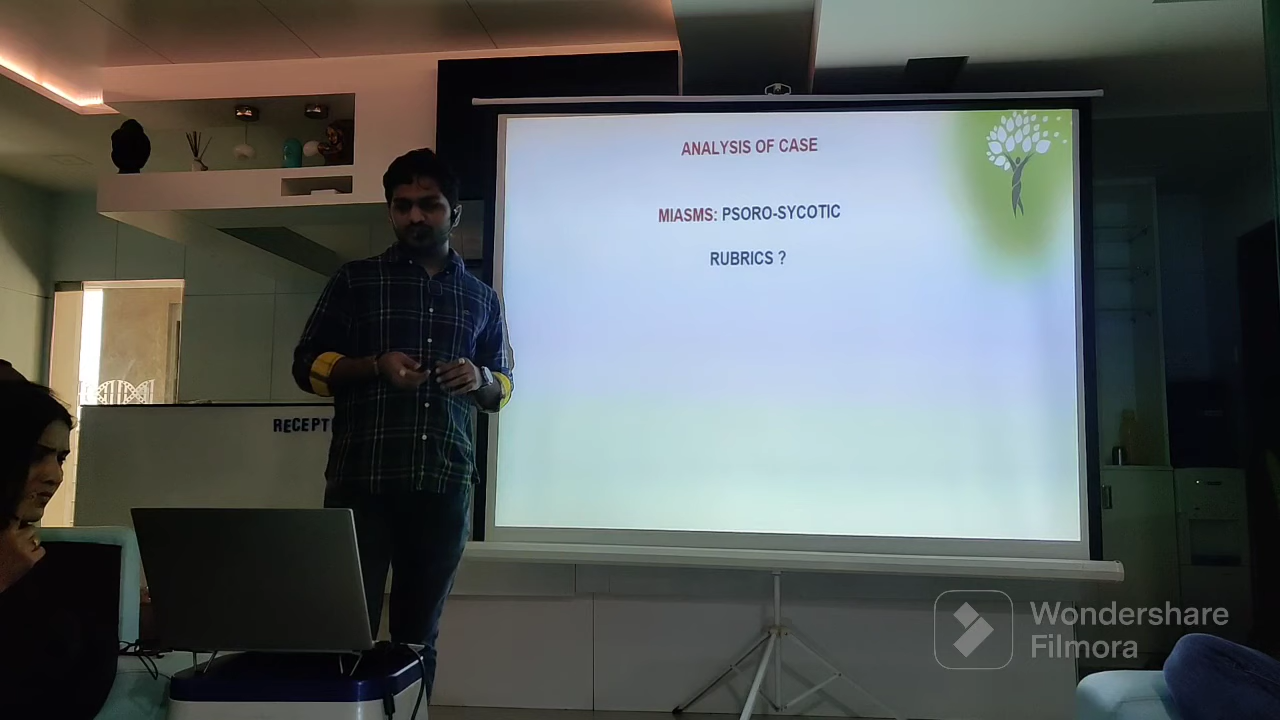 ANALYSIS OF CASE
MIASMS: PSORO-SYCOTIC
RUBRICS ?
RECEPT
Wondershare
Filmora